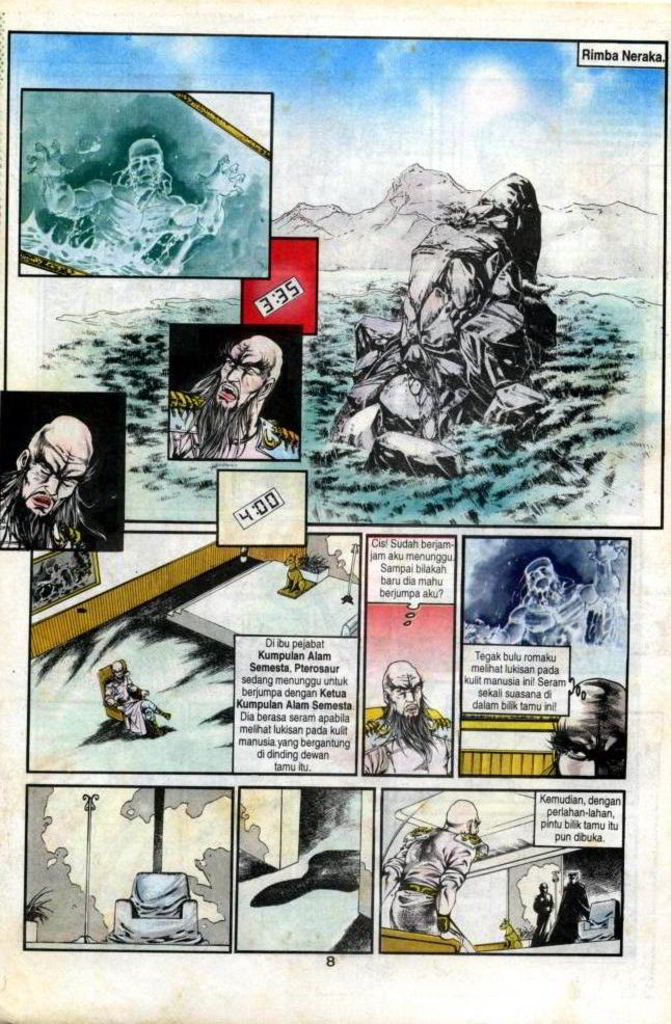 Rimba Neraka.
3:35
4:00
Di ibu pejabat
Kumpulan Alam
Semesta, Pterosaur
sedang menunggu untuk
berjumpa dengan Ketua
Kumpulan Alam Semesta.
Dia berasa seram apabila
melihat lukisan pada kulit
manusia yang bergantung
di dinding dewan
tamu itu.
Cis! Sudah berjam-
jam aku menunggu.
Sampai bilakah
baru dia mahu
berjumpa aku?
Tegak bulu romaku
melihat lukisan pada
kulit manusia ini! Seram
sekali suasana di
dalam bilik tamu ini!
Kemudian, dengan
perlahan-lahan,
pintu bilik tamu itu
pun dibuka.
8